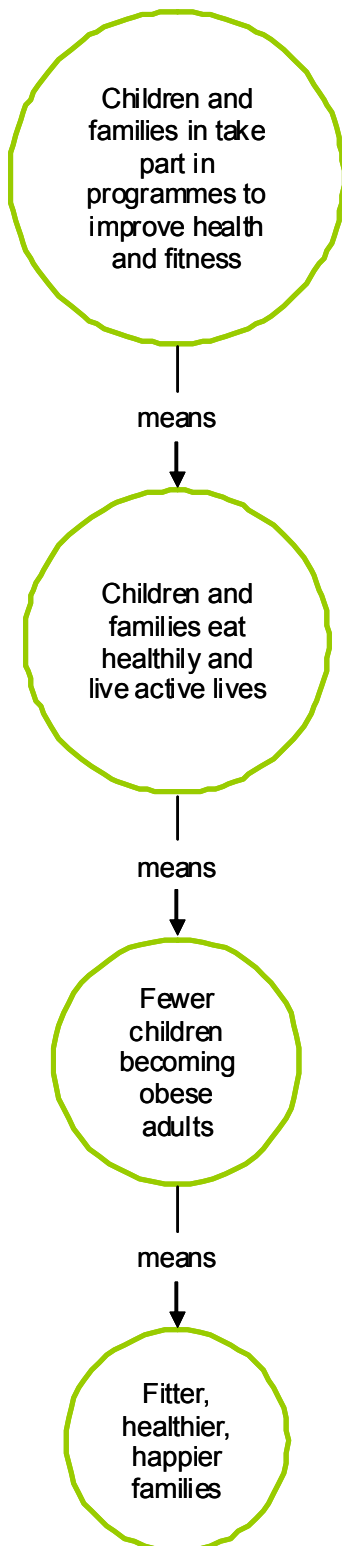 Children and
families in take
part in
programmes to
improve health
and fitness
means
Children and
families eat
healthily and
live active lives
means
Fewer
children
becoming
obese
adults
means
Fitter,
healthier,
happier
families